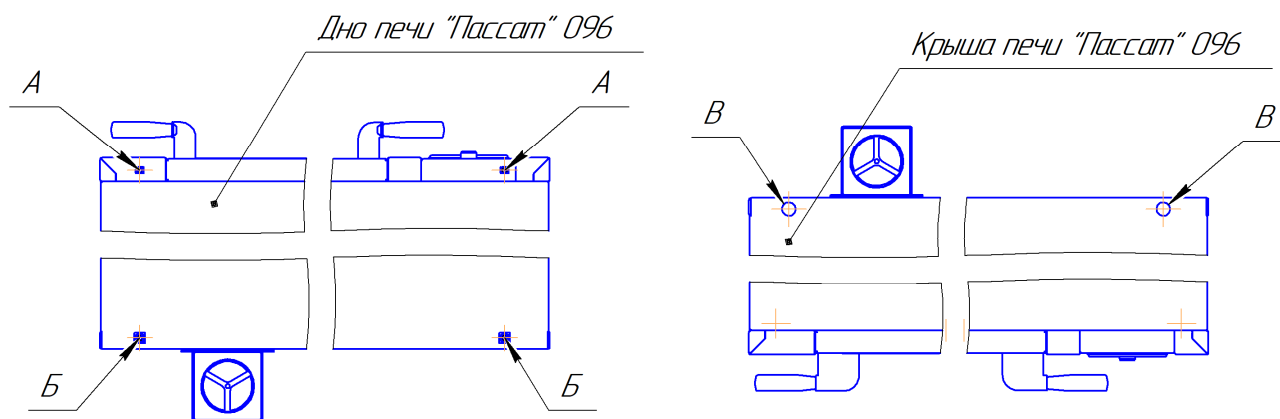 Дно печи "Пассат" 096
А
А
Б
Б
Крыша печи "Пассат" 096
В
В